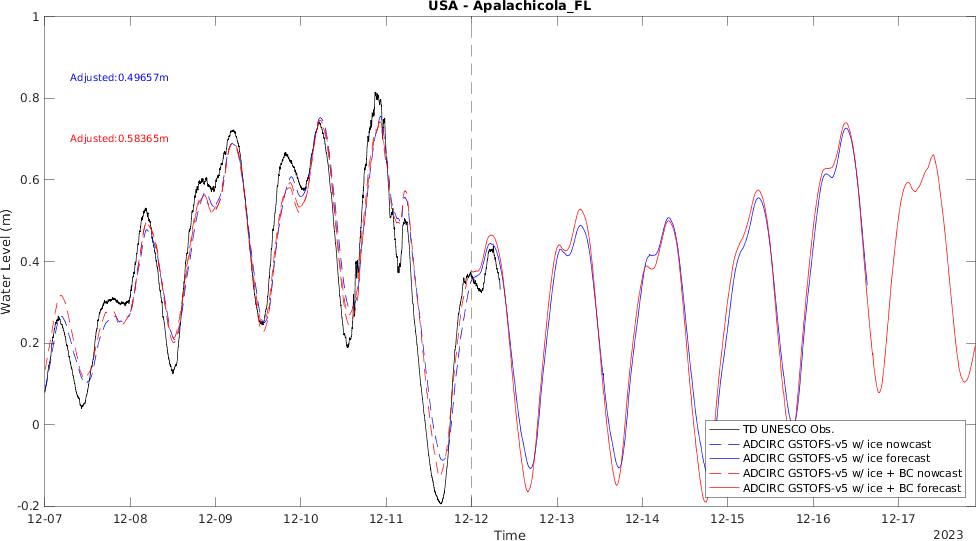 USA - Apalachicola_FL
1
Adjusted:0.49657m
0.8
Adjusted:0.58365m
0.6
Water Level (m)
0.4
0.2
0
TD UNESCO Obs.
ADCIRC GSTOFS-v5 w/ ice nowcast
ADCIRC GSTOFS-v5 w/ ice forecast
ADCIRC GSTOFS-v5 w/ ice + BC nowcast
ADCIRC GSTOFS-v5 w/ ice + BC forecast
-0.2
12-07 12-08 12-09 12-10 12-11 12-12 12-13 12-14 12-15 12-16 12-17
Time
2023